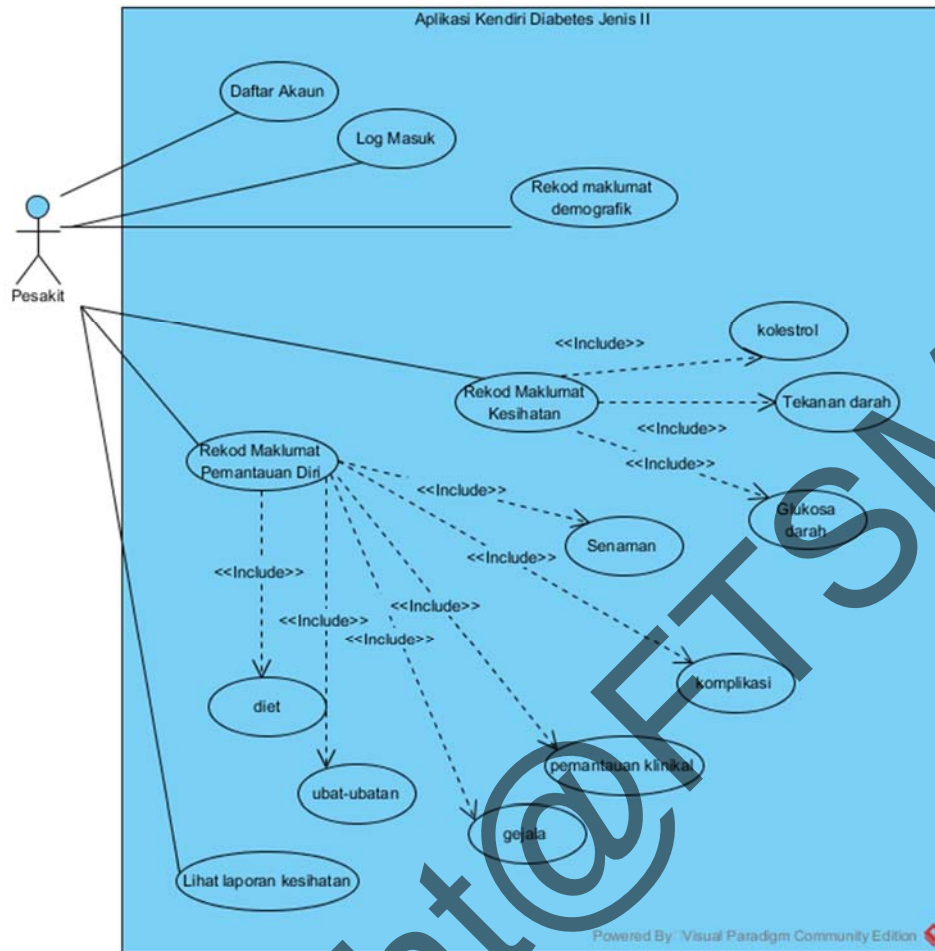 Aplikasi Kendiri Diabetes Jenis II
Daftar Akaun
Log Masuk
Rekod maklumat
demografik
Pesakit
kolestrol
<<Include>>
Rekod Maklumat
Kesihatan
Tekanan darah
<<Include>>
Rekod Maklumat
Pemantauan Diri
<<Include>>
<<Include>>
Glukosa
darah
Senaman
<<Include>>
<<Include>>
<<Include>>
<<Include>>
<<Include>>
komplikasi
diet
pemantauan klinikal
ubat-ubatan
gejala
Lihat laporan kesihatan
ht@FTSM
Powered By Visual Paradigm Community Edition